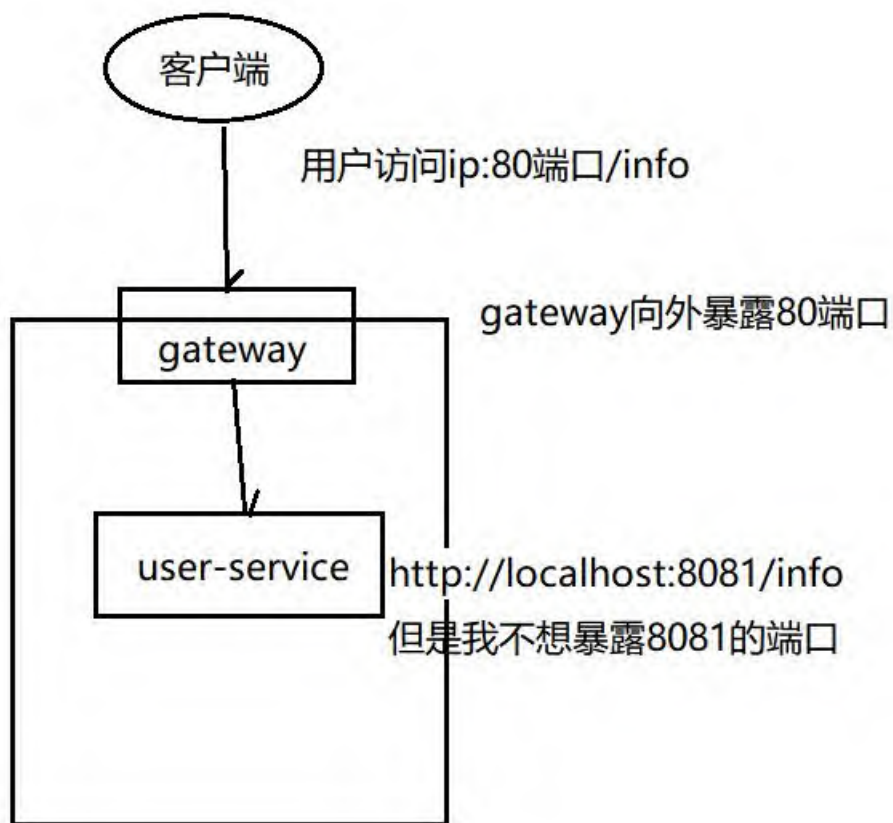 客户端
用户访问ip:80端口/info
gateway向外暴露80端口
gateway
user-service
http://localhost:8081/info
但是我不想暴露8081的端口